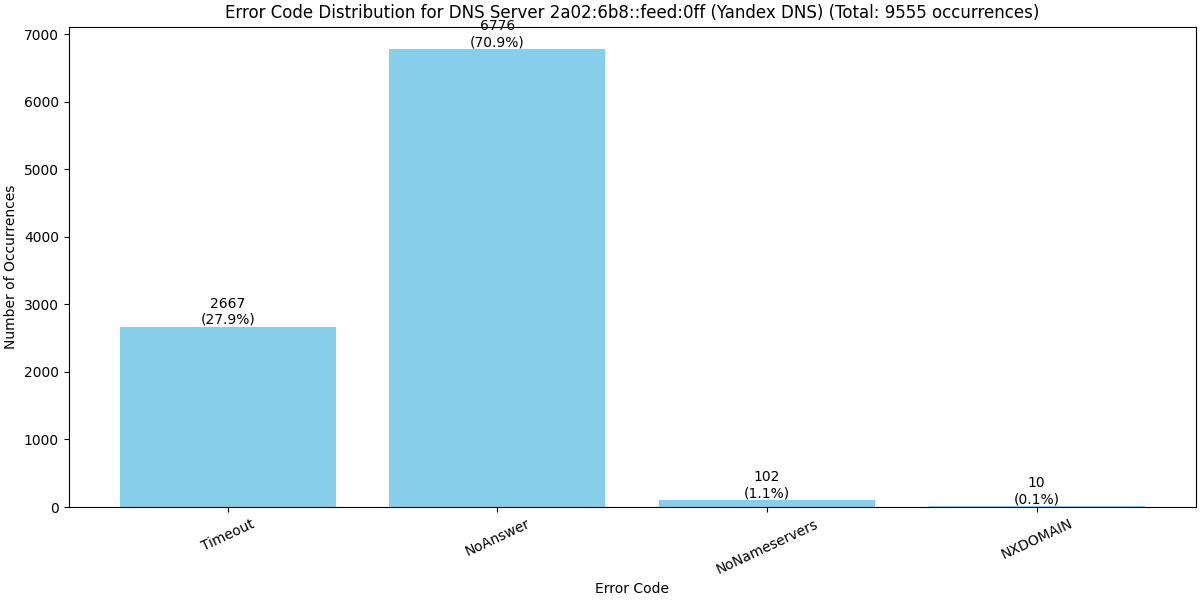 Error Code Distribution for DNS Server 2a02:6b8::feed:0ff (Yandex DNS) (Total: 9555 occurrences)
Number of Occurrences
7000
6000
5000
4000
3000
2000
1000
0
2667
(27.9%)
6776
(70.9%)
102
(1.1%)
10
(0.1%)
Timeout
NoAnswer
NoNameservers
NXDOMAIN
Error Code